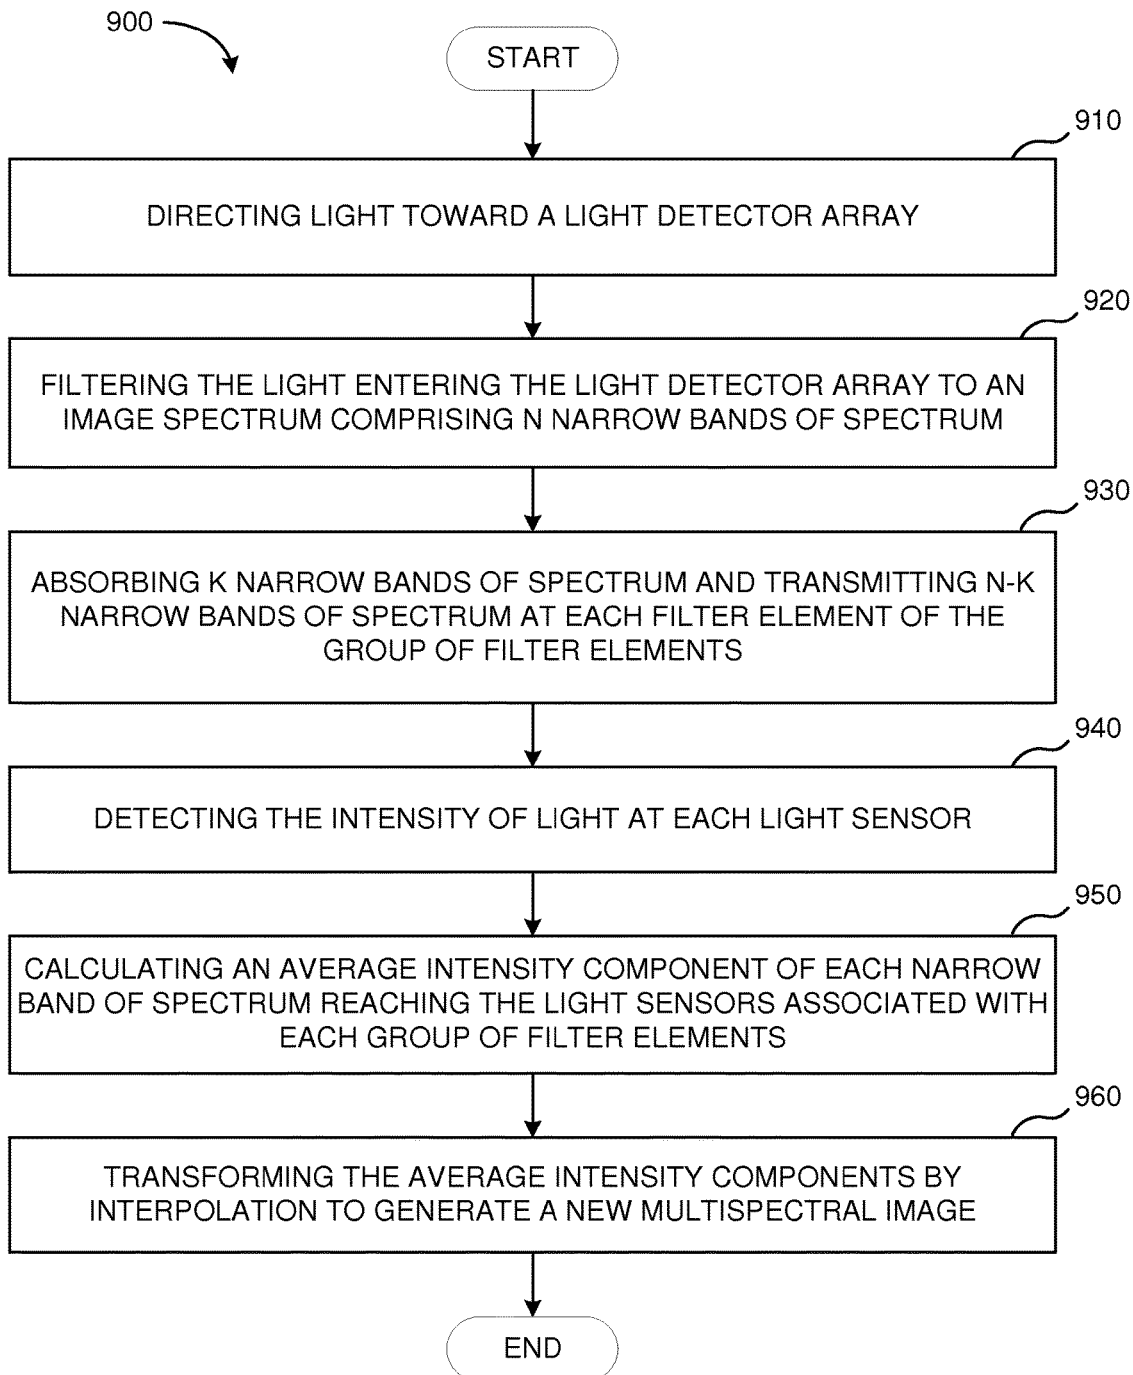 900
START
910
DIRECTING LIGHT TOWARD A LIGHT DETECTOR ARRAY
920
FILTERING THE LIGHT ENTERING THE LIGHT DETECTOR ARRAY TO AN
IMAGE SPECTRUM COMPRISING N NARROW BANDS OF SPECTRUM.
930
ABSORBING K NARROW BANDS OF SPECTRUM AND TRANSMITTING N-K
NARROW BANDS OF SPECTRUM AT EACH FILTER ELEMENT OF THE
GROUP OF FILTER ELEMENTS
940
DETECTING THE INTENSITY OF LIGHT AT EACH LIGHT SENSOR.
950
CALCULATING AN AVERAGE INTENSITY COMPONENT OF EACH NARROW
BAND OF SPECTRUM REACHING THE LIGHT SENSORS ASSOCIATED WITH
EACH GROUP OF FILTER ELEMENTS
960
TRANSFORMING THE AVERAGE INTENSITY COMPONENTS BY
INTERPOLATION TO GENERATE A NEW MULTISPECTRAL IMAGE.
END